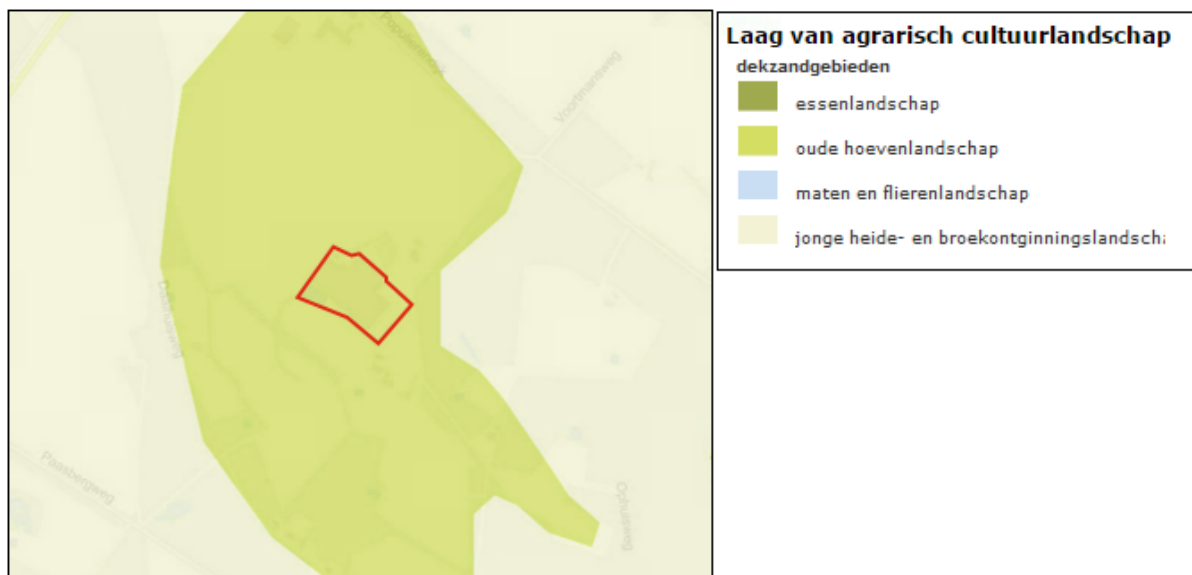 Laag van agrarisch cultuurlandschap
dekzandgebieden
essenlandschap
oude hoevenlandschap
maten en flierenlandschap
jonge heide- en broekontginningslandscha
Voortmansweg
Paasbergweg